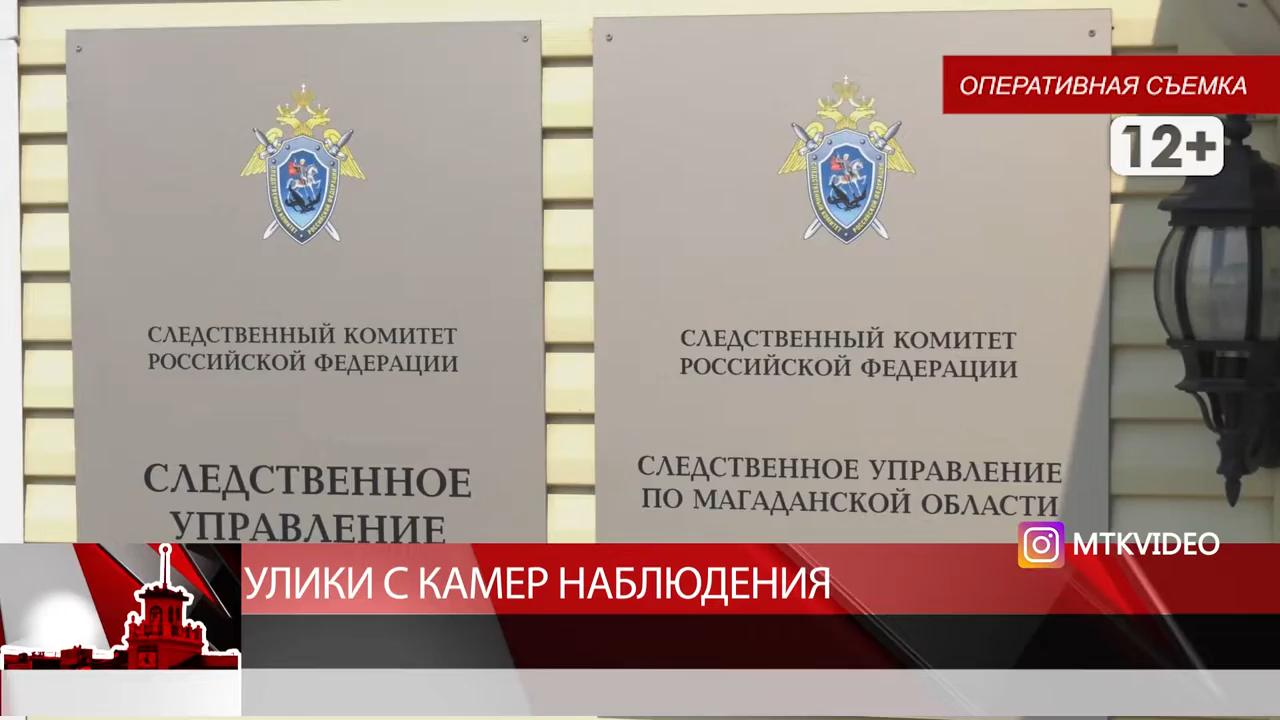 ОПЕРАТИВНАЯ СЪЕМКА
12+
СЛЕДСТВЕННЫЙ КОМИТЕТ
РОССИЙСКОЙ ФЕДЕРАЦИИ
СЛЕДСТВЕННОЕ
УПРАВЛЕНИЕ
СЛЕДСТВЕННЫЙ КОМИТЕТ
РОССИЙСКОЙ ФЕДЕРАЦИИ
СЛЕДСТВЕННОЕ УПРАВЛЕНИЕ
ПО МАГАДАНСКОЙ ОБЛАСТИ
MTKVIDEO
УЛИКИ С КАМЕР НАБЛЮДЕНИЯ